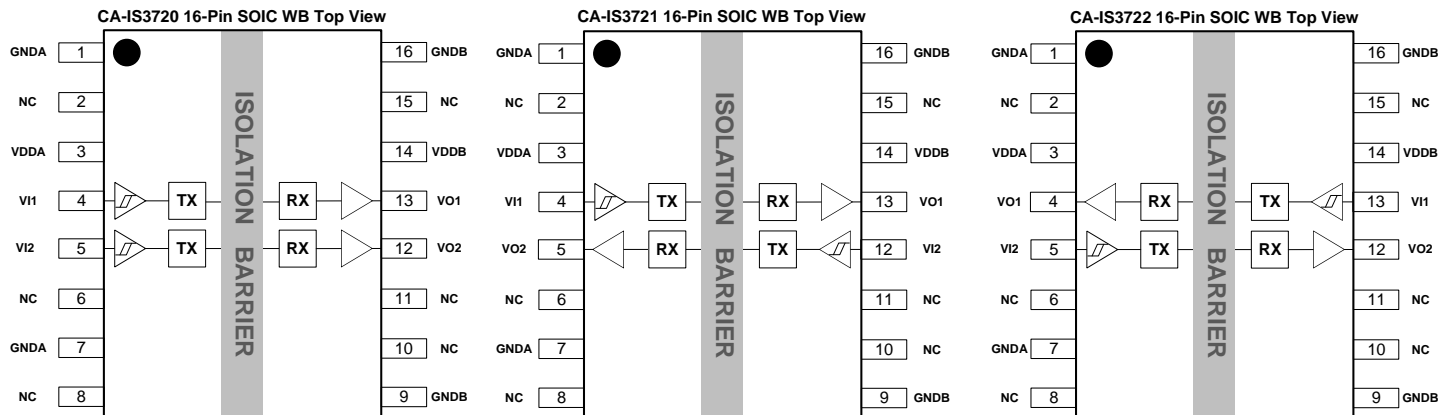 CA-IS3720 16-Pin SOIC WB Top View
GNDA 1 16 GNDB
NC 2 15 NC
VDDA 3 14 VDDB
VI1 4 TX RX 13 VO1
VI2 5 TX RX 12 VO2
NC 6 11 NC
GNDA 7 10 NC
NC 8 9 GNDB
ISOLATION BARRIER
CA-IS3721 16-Pin SOIC WB Top View
GNDA 1 16 GNDB
NC 2 15 NC
VDDA 3 14 VDDB
VI1 4 TX RX 13 VO1
VO2 5 RX TX 12 VI2
NC 6 11 NC
GNDA 7 10 NC
NC 8 9 GNDB
ISOLATION BARRIER
CA-IS3722 16-Pin SOIC WB Top View
GNDA 1 16 GNDB
NC 2 15 NC
VDDA 3 14 VDDB
VO1 4 RX TX 13 VI1
VI2 5 TX RX 12 VO2
NC 6 11 NC
GNDA 7 10 NC
NC 8 9 GNDB
ISOLATION BARRIER